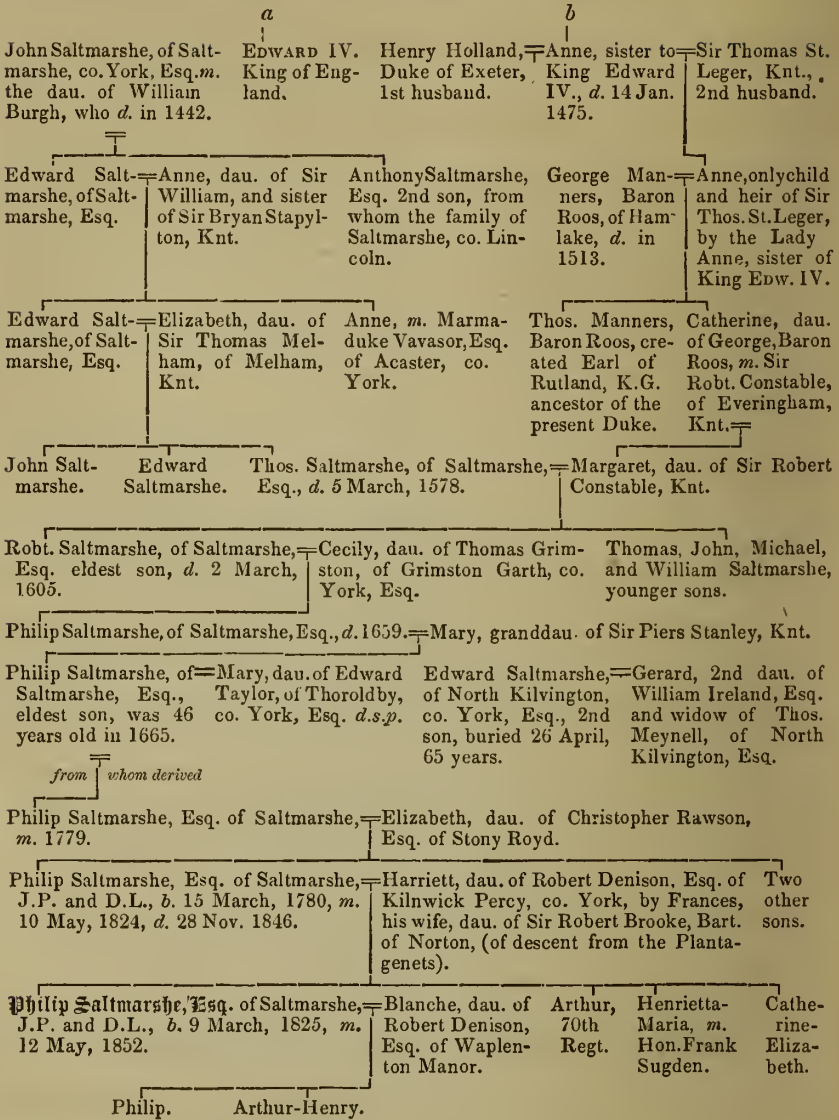 a
b
John Saltmarshe, of Salt-
marshe, co. York, Esq. m.
the dau. of William
Burgh, who d. in 1442.
EDWARD IV.
King of Eng-
land.
Henry Holland,
Duke of Exeter,
1st husband.
Anne, sister to
King Edward
IV., d. 14 Jan.
1475.
Sir Thomas St.
Leger, Knt.,
2nd husband.
Edward Salt-
marshe, of Salt-
marshe, Esq.
Anne, dau. of Sir
William, and sister
of Sir Bryan Stapyl-
ton, Knt.
Anthony Saltmarshe,
Esq. 2nd son, from
whom the family of
Saltmarshe, co. Lin-
coln.
George Man-
ners, Baron
Roos, of Ham-
lake, d. in
1513.
Anne, only child
and heir of Sir
Thos. St. Leger,
by the Lady
Anne, sister of
King EDW. IV.
Edward Salt-
marshe, of Salt-
marshe, Esq.
Elizabeth, dau. of
Sir Thomas Mel-
ham, of Melham,
Knt.
Anne, m. Marma-
duke Vavasor, Esq.
of Acaster, co.
York.
Thos. Manners,
Baron Roos, cre-
ated Earl of
Rutland, K.G.
ancestor of the
present Duke.
Catherine, dau.
of George, Baron
Roos, m. Sir
Robt. Constable,
of Everingham,
Knt.
John Salt-
marshe.
Edward
Saltmarshe.
Thos. Saltmarshe, of Saltmarshe,
Esq., d. 5 March, 1578.
Margaret, dau. of Sir Robert
Constable, Knt.
Robt. Saltmarshe, of Saltmarshe,
Esq. eldest son, d. 2 March,
1605.
Cecily, dau. of Thomas Grim-
ston, of Grimston Garth, co.
York, Esq.
Thomas, John, Michael,
and William Saltmarshe,
younger sons.
Philip Saltmarshe, of Saltmarshe, Esq., d. 1659.
Mary, granddau. of Sir Piers Stanley, Knt.
Philip Saltmarshe, of
Saltmarshe, Esq.,
eldest son, was 46
years old in 1665.
Mary, dau. of Edward
Taylor, of Thoroldby,
co. York, Esq. d.s.p.
Edward Saltmarshe,
of North Kilvington,
co. York, Esq., 2nd
son, buried 26 April,
65 years.
Gerard, 2nd dau. of
William Ireland, Esq.
and widow of Thos.
Meynell, of North
Kilvington, Esq.
from whom derived
Philip Saltmarshe, Esq. of Saltmarshe,
m. 1779.
Elizabeth, dau. of Christopher Rawson,
Esq. of Stony Royd.
Philip Saltmarshe, Esq. of Saltmarshe,
J.P. and D.L., b. 15 March, 1780, m.
10 May, 1824, d. 28 Nov. 1846.
Harriett, dau. of Robert Denison, Esq. of
Kilnwick Percy, co. York, by Frances,
his wife, dau. of Sir Robert Brooke, Bart.
of Norton, (of descent from the Planta-
genets).
Two
other
sons.
Philip Saltmarshe, Esq. of Saltmarshe,
J.P. and D.L., b. 9 March, 1825, m.
12 May, 1852.
Blanche, dau. of
Robert Denison,
Esq. of Waplen-
ton Manor.
Arthur,
70th
Regt.
Henrietta-
Maria, m.
Hon. Frank
Sugden.
Cathe-
rine-
Eliza-
beth.
Philip.
Arthur-Henry.